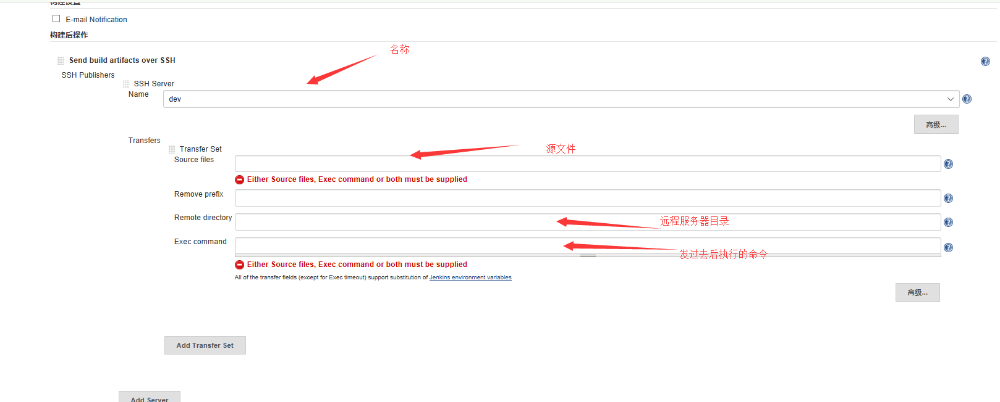 构建设置
E-mail Notification
构建后操作
名称
Send build artifacts over SSH
SSH Publishers
SSH Server
Name
dev
高级...
Transfers
源文件
Transfer Set
Source files
Either Source files, Exec command or both must be supplied
Remove prefix
Remote directory
远程服务器目录
Exec command
发过去后执行的命令
Either Source files, Exec command or both must be supplied
All of the transfer fields (except for Exec timeout) support substitution of Jenkins environment variables
高级...
Add Transfer Set
Add Server